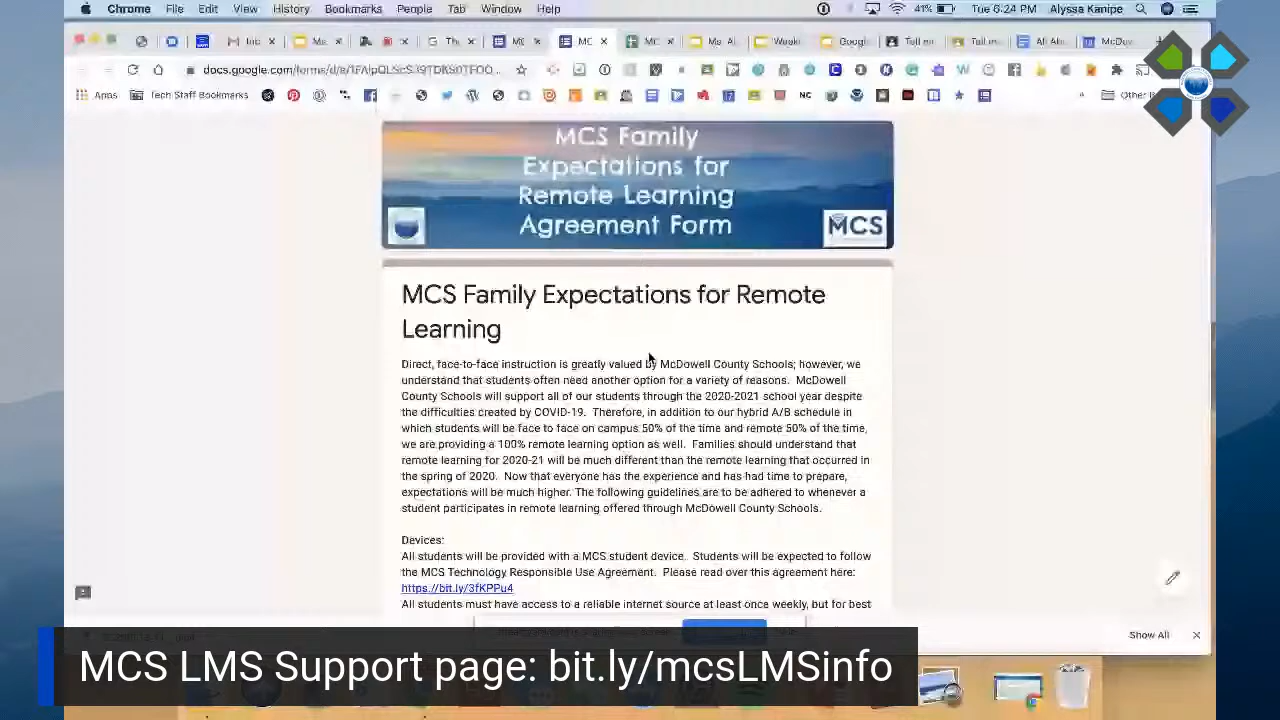 Chrome File Edit View History Bookmarks People Tab Window Help 41% Tue 6:24 PM Alyssa Kanipe
docs.google.com/forms/d/e/
Apps Tech Staff Bookmarks
MCS Family
Expectations for
Remote Learning
Agreement Form
MCS
MCS Family Expectations for Remote
Learning
Direct, face-to-face instruction is greatly valued by McDowell County Schools; however, we
understand that students often need another option for a variety of reasons. McDowell
County Schools will support all of our students through the 2020-2021 school year despite
the difficulties created by COVID-19. Therefore, in addition to our hybrid A/B schedule in
which students will be face to face on campus 50% of the time and remote 50% of the time,
we are providing a 100% remote learning option as well. Families should understand that
remote learning for 2020-21 will be much different than the remote learning that occurred in
the spring of 2020. Now that everyone has the experience and has had time to prepare,
expectations will be much higher. The following guidelines are to be adhered to whenever a
student participates in remote learning offered through McDowell County Schools.
Devices:
All students will be provided with a MCS student device. Students will be expected to follow
the MCS Technology Responsible Use Agreement. Please read over this agreement here:
https://bit.ly/3fKPPu4
All students must have access to a reliable internet source at least once weekly, but for best
Show All
MCS LMS Support page: bit.ly/mcsLMSinfo